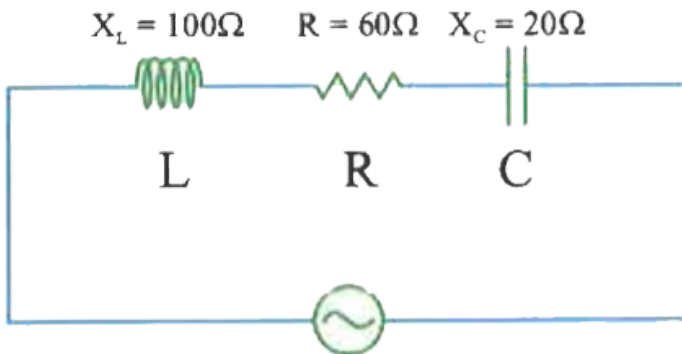 X_L = 100Ω R = 60Ω X_C = 20Ω
L R C